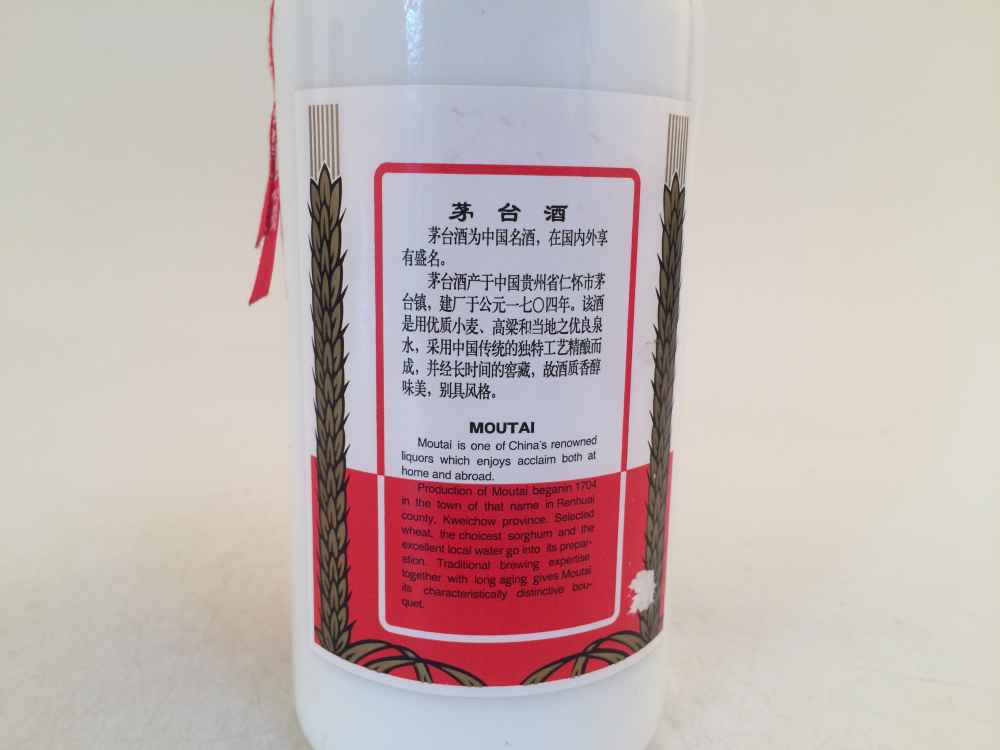 茅台酒
茅台酒为中国名酒，在国内外享
有盛名。
茅台酒产于中国贵州省仁怀市茅
台镇，建厂于公元一七〇四年。该酒
是用优质小麦、高粱和当地之优良泉
水，采用中国传统的独特工艺精酿而
成，并经长时间的窖藏，故酒质香醇
味美，别具风格。
MOUTAI
Moutai is one of China's renowned
liquors which enjoys acclaim both at
home and abroad.
Production of Moutai beganin 1704
in the town of that name in Renhuai
county, Kweichow province. Selected
wheat, the choicest sorghum and the
excellent local water go into its prepar-
ation. Traditional brewing expertise
together with long aging gives Moutai
its characteristically distinctive bou-
quet.